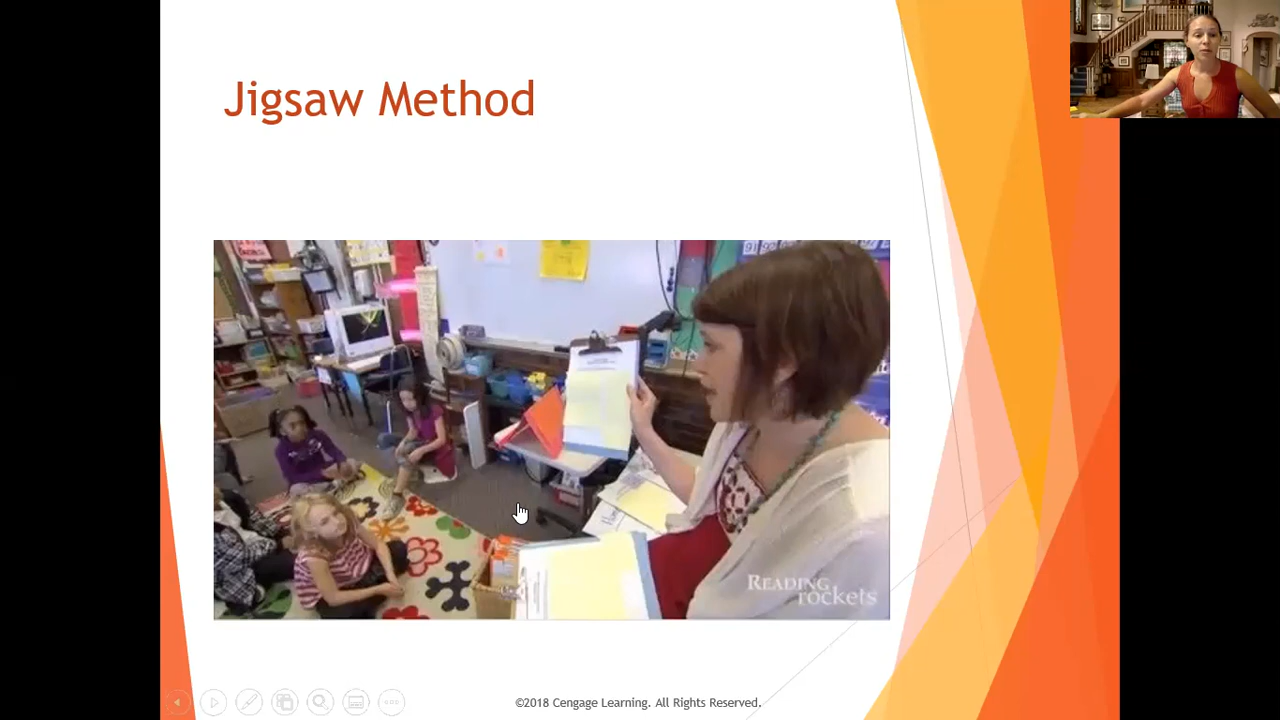 Jigsaw Method
READING
rockets
©2018 Cengage Learning. All Rights Reserved.